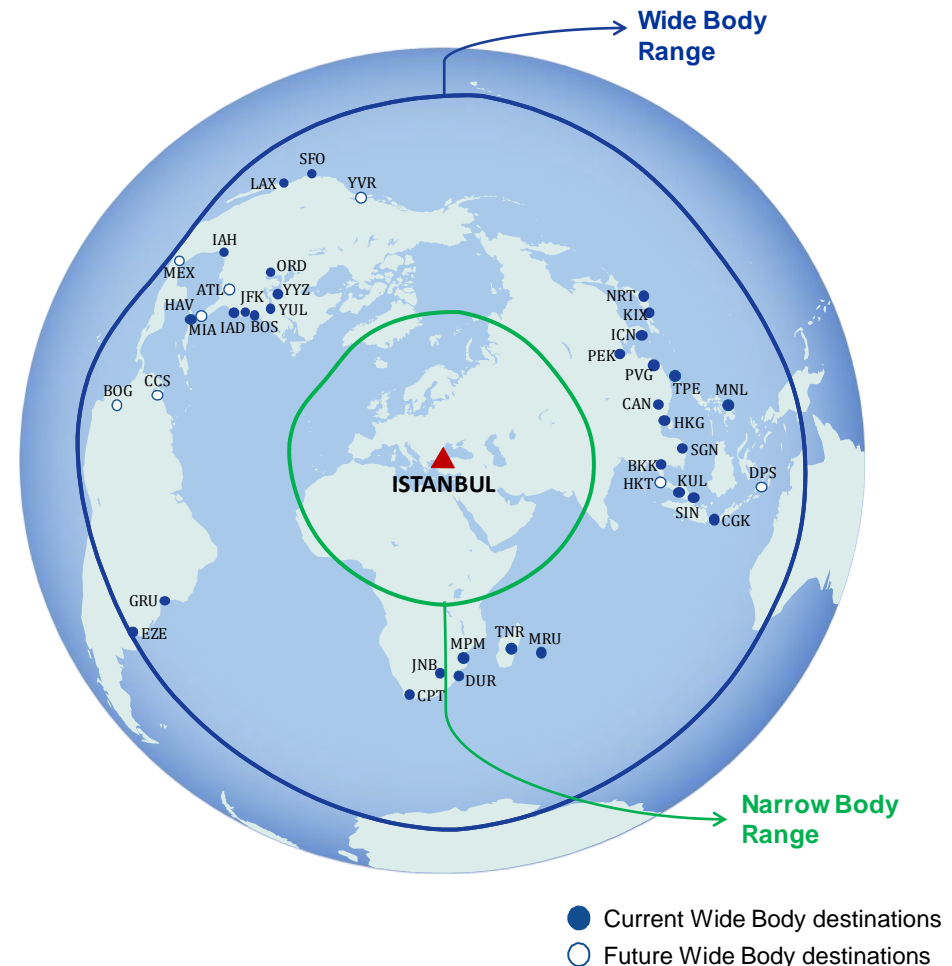 Wide Body
Range
SFO
LAX
YVR
IAH
MEX
ORD
ATL
JFK
YYZ
HAV
MIA
IAD
BOS
YUL
NRT
KIX
ICN
PEK
PVG
TPE
MNL
CAN
HKG
BOG
CCS
SGN
BKK
HKT
KUL
DPS
SIN
CGK
ISTANBUL
GRU
EZE
MPM
TNR
MRU
JNB
DUR
CPT
Narrow Body
Range
Current Wide Body destinations
Future Wide Body destinations